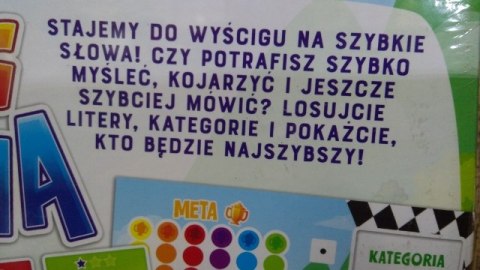 STAJEMY DO WYŚCIGU NA SZYBKIE
SŁOWA! CZY POTRAFISZ SZYBKO
MYŚLEĆ, KOJARZYĆ I JESZCZE
SZYBCIEJ MÓWIĆ? LOSUJCIE
LITERY, KATEGORIE I POKAŻCIE,
KTO BĘDZIE NAJSZYBSZY!
META
KATEGORIA